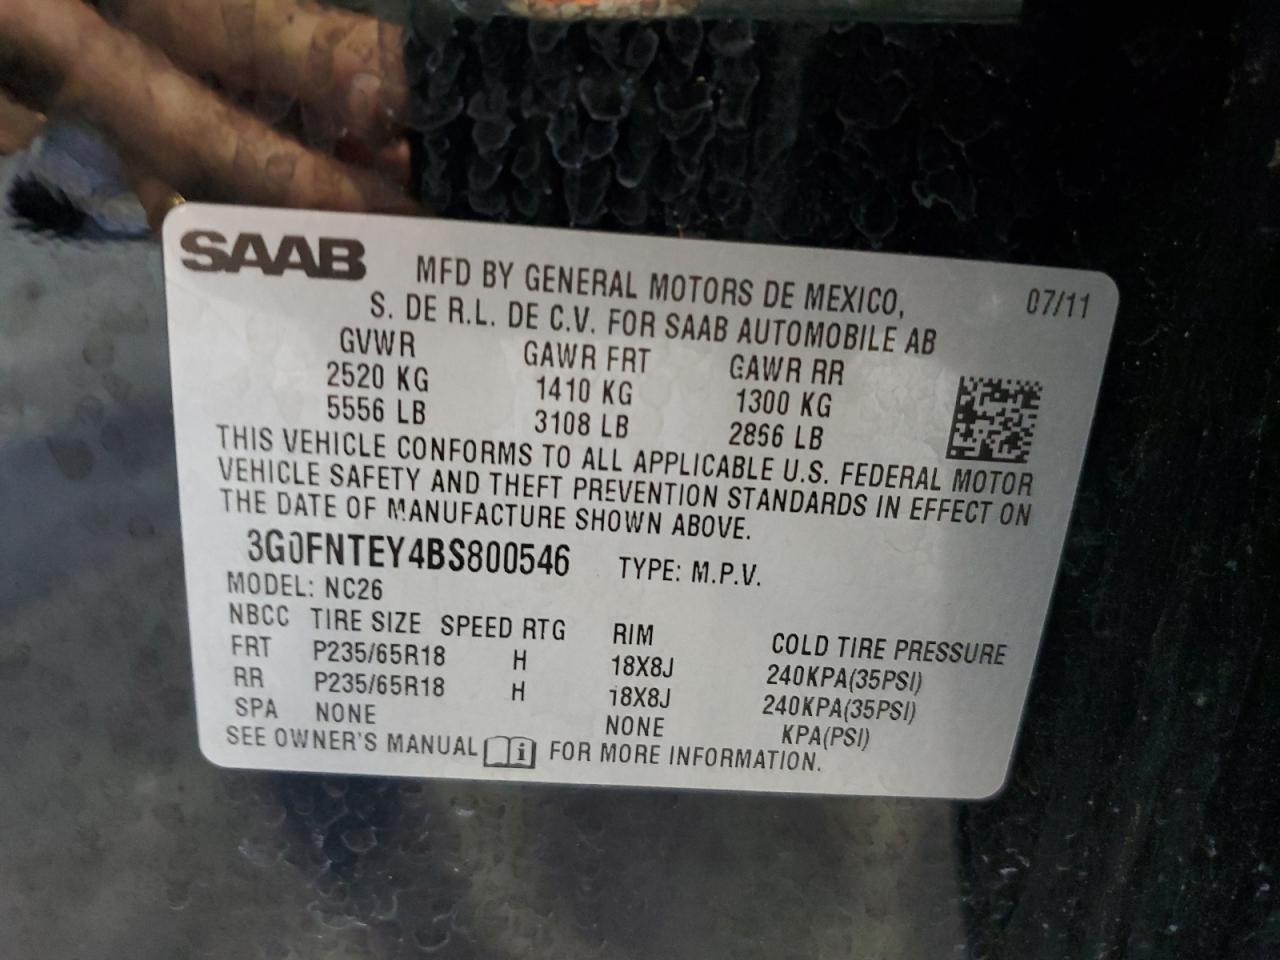 SAAB MFD BY GENERAL MOTORS DE MEXICO, 07/11
S. DE R.L. DE C.V. FOR SAAB AUTOMOBILE AB
GVWR GAWR FRT GAWR RR
2520 KG 1410 KG 1300 KG
5556 LB 3108 LB 2866 LB
THIS VEHICLE CONFORMS TO ALL APPLICABLE U.S. FEDERAL MOTOR
VEHICLE SAFETY AND THEFT PREVENTION STANDARDS IN EFFECT ON
THE DATE OF MANUFACTURE SHOWN ABOVE.
3G0FNTEY4BS800546 TYPE: M.P.V.
MODEL: NC26
NBCC TIRE SIZE SPEED RTG RIM COLD TIRE PRESSURE
FRT P235/65R18 H 18X8J 240KPA(35PSI)
RR P235/65R18 H 18X8J 240KPA(35PSI)
SPA NONE NONE KPA(PSI)
SEE OWNER'S MANUAL i FOR MORE INFORMATION.